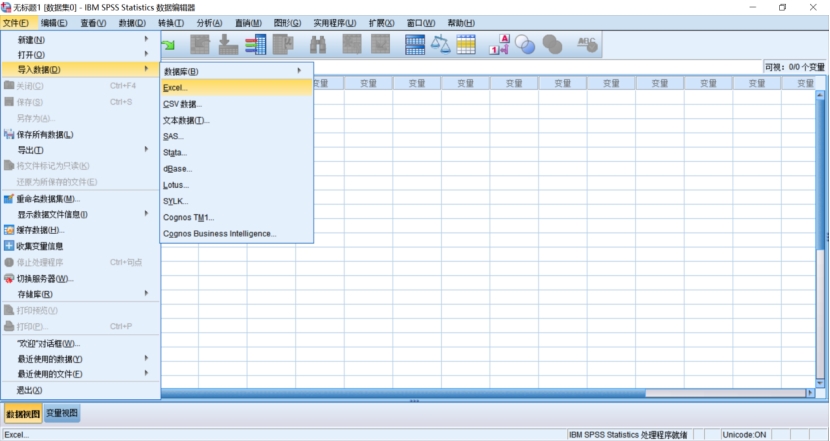 无标题1 [数据集0] - IBM SPSS Statistics 数据编辑器
文件(F) 编辑(E) 查看(V) 数据(D) 转换(T) 分析(A) 直销(M) 图形(G) 实用程序(U) 扩展(X) 窗口(W) 帮助(H)
新建(N)
打开(O)
导入数据(D)
可视: 0/0 个变量
数据库(B)
关闭(C) Ctrl+F4
Excel...
变量 变量 变量 变量 变量 变量 变量 变量 变量 变量 变量
保存(S) Ctrl+S
CSV 数据...
另存为(A)...
文本数据(T)...
保存所有数据(L)
SAS...
导出(T)
Stata...
将文件标记为只读(K)
dBase...
还原为所保存的文件(E)
Lotus...
重命名数据集(M)...
SYLK...
显示数据文件信息(I)
Cognos TM1...
缓存数据(H)...
Cognos Business Intelligence...
收集变量信息
停止处理程序 Ctrl+句点
切换服务器(W)...
存储库(R)
打印预览(V)
打印(P)... Ctrl+P
"欢迎"对话框(W)...
最近使用的数据(Y)
最近使用的文件(F)
退出(X)
数据视图 变量视图
Excel... IBM SPSS Statistics 处理程序就绪 Unicode:ON